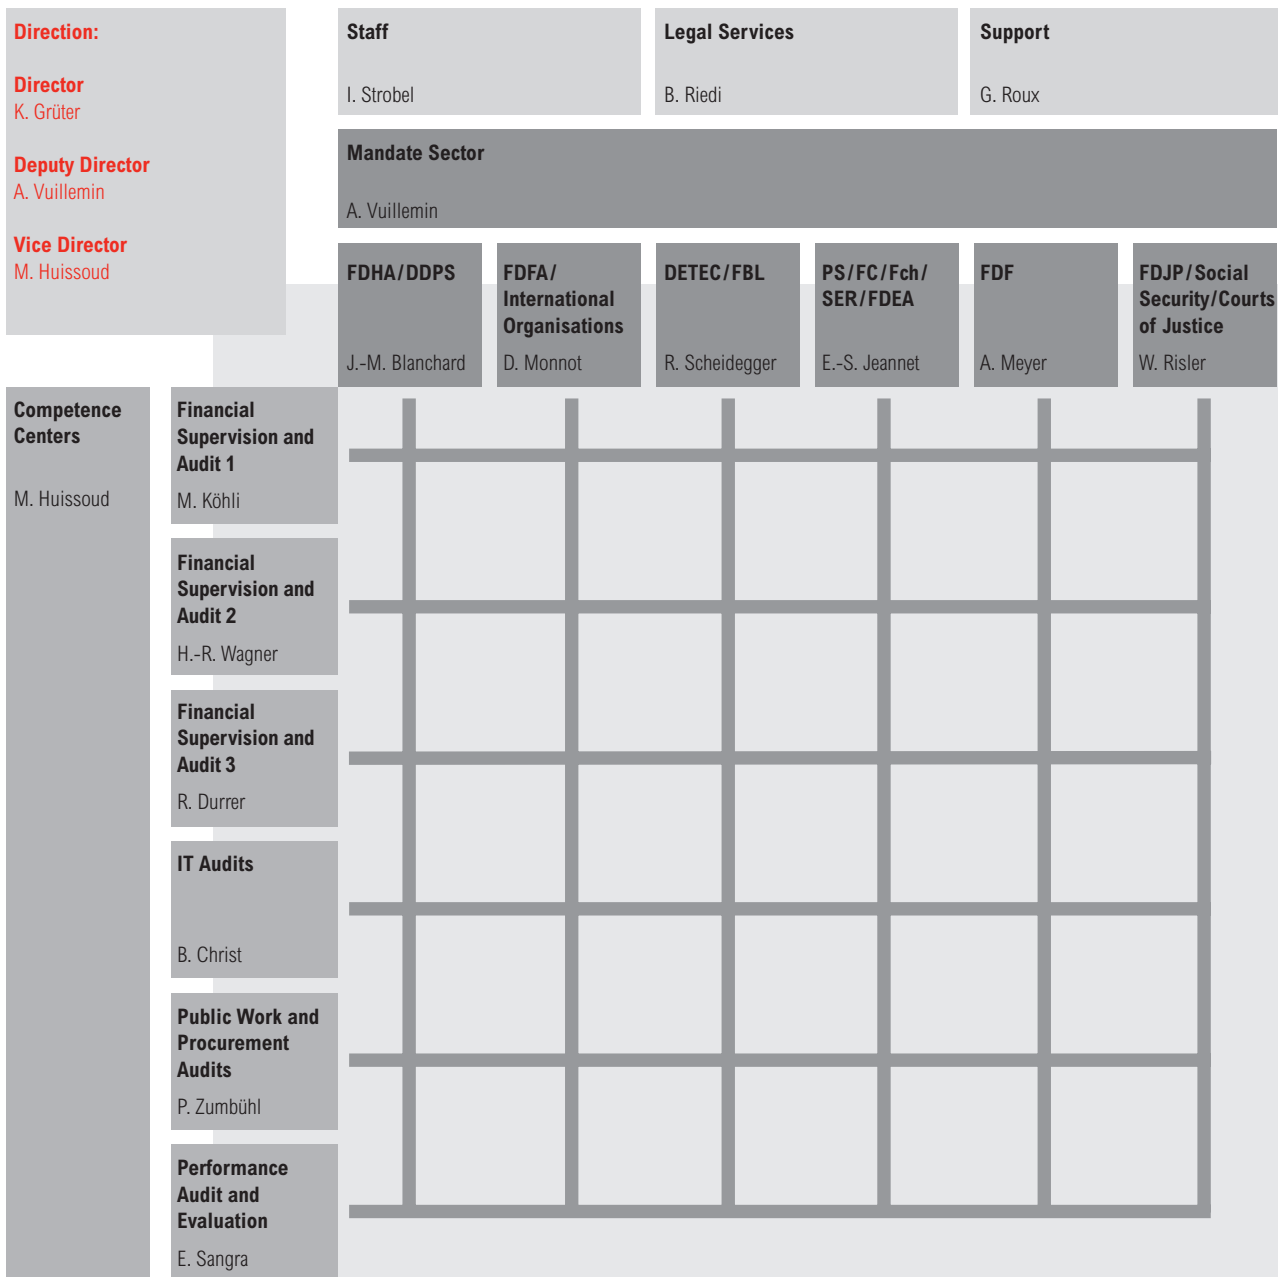 Direction:
Director
K. Grüter
Deputy Director
A. Vuillemin
Vice Director
M. Huissoud
Staff
I. Strobel
Legal Services
B. Riedi
Support
G. Roux
Mandate Sector
A. Vuillemin
FDHA/DDPS
J.-M. Blanchard
FDFA/
International
Organisations
D. Monnot
DETEC/FBL
R. Scheidegger
PS/FC/Fch/
SER/FDEA
E.-S. Jeannet
FDF
A. Meyer
FDJP/Social
Security/Courts
of Justice
W. Risler
Competence
Centers
M. Huissoud
Financial
Supervision and
Audit 1
M. Köhli
Financial
Supervision and
Audit 2
H.-R. Wagner
Financial
Supervision and
Audit 3
R. Durrer
IT Audits
B. Christ
Public Work and
Procurement
Audits
P. Zumbühl
Performance
Audit and
Evaluation
E. Sangra